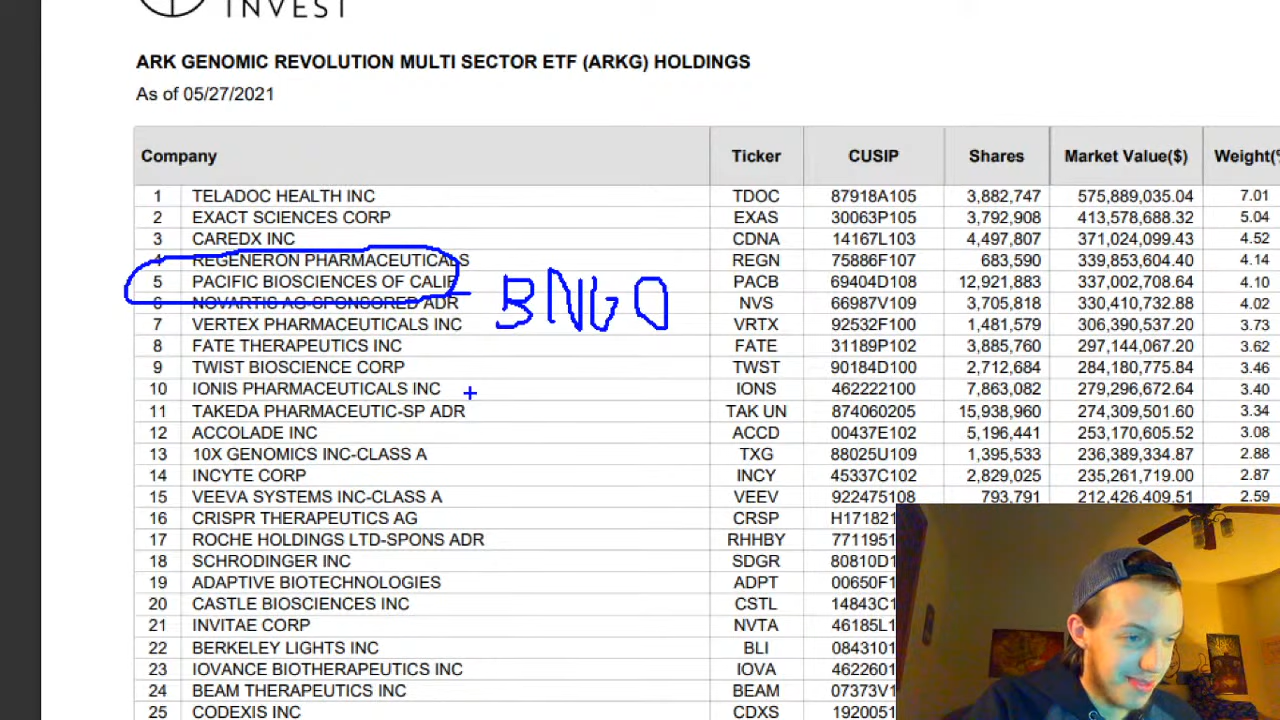 INVEST
ARK GENOMIC REVOLUTION MULTI SECTOR ETF (ARKG) HOLDINGS
As of 05/27/2021
Company Ticker CUSIP Shares Market Value($) Weight(%
1 TELADOC HEALTH INC TDOC 87918A105 3,882,747 575,889,035.04 7.01
2 EXACT SCIENCES CORP EXAS 30063P105 3,792,908 413,578,688.32 5.04
3 CAREDX INC CDNA 14167L103 4,497,807 371,024,099.43 4.52
4 REGENERON PHARMACEUTICALS REGN 75886F107 683,590 339,853,604.40 4.14
5 PACIFIC BIOSCIENCES OF CALIF PACB 69404D108 12,921,883 337,002,708.64 4.10
BNGO
6 NOVARTIS AG-SPONSORED ADR NVS 66987V109 3,705,818 330,410,732.88 4.02
7 VERTEX PHARMACEUTICALS INC VRTX 92532F100 1,481,579 306,390,537.20 3.73
8 FATE THERAPEUTICS INC FATE 31189P102 3,885,760 297,144,067.20 3.62
9 TWIST BIOSCIENCE CORP TWST 90184D100 2,712,684 284,180,775.84 3.46
10 IONIS PHARMACEUTICALS INC IONS 462222100 7,863,082 279,296,672.64 3.40
11 TAKEDA PHARMACEUTIC-SP ADR TAK UN 874060205 15,938,960 274,309,501.60 3.34
12 ACCOLADE INC ACCD 00437E102 5,196,441 253,170,605.52 3.08
13 10X GENOMICS INC-CLASS A TXG 88025U109 1,395,533 236,389,334.87 2.88
14 INCYTE CORP INCY 45337C102 2,829,025 235,261,719.00 2.87
15 VEEVA SYSTEMS INC-CLASS A VEEV 922475108 793,791 212,426,409.51 2.59
16 CRISPR THERAPEUTICS AG CRSP H171821
17 ROCHE HOLDINGS LTD-SPONS ADR RHHBY 7711951
18 SCHRODINGER INC SDGR 80810D1
19 ADAPTIVE BIOTECHNOLOGIES ADPT 00650F1
20 CASTLE BIOSCIENCES INC CSTL 14843C1
21 INVITAE CORP NVTA 46185L1
22 BERKELEY LIGHTS INC BLI 0843101
23 IOVANCE BIOTHERAPEUTICS INC IOVA 4622601
24 BEAM THERAPEUTICS INC BEAM 07373V1
25 CODEXIS INC CDXS 1920051